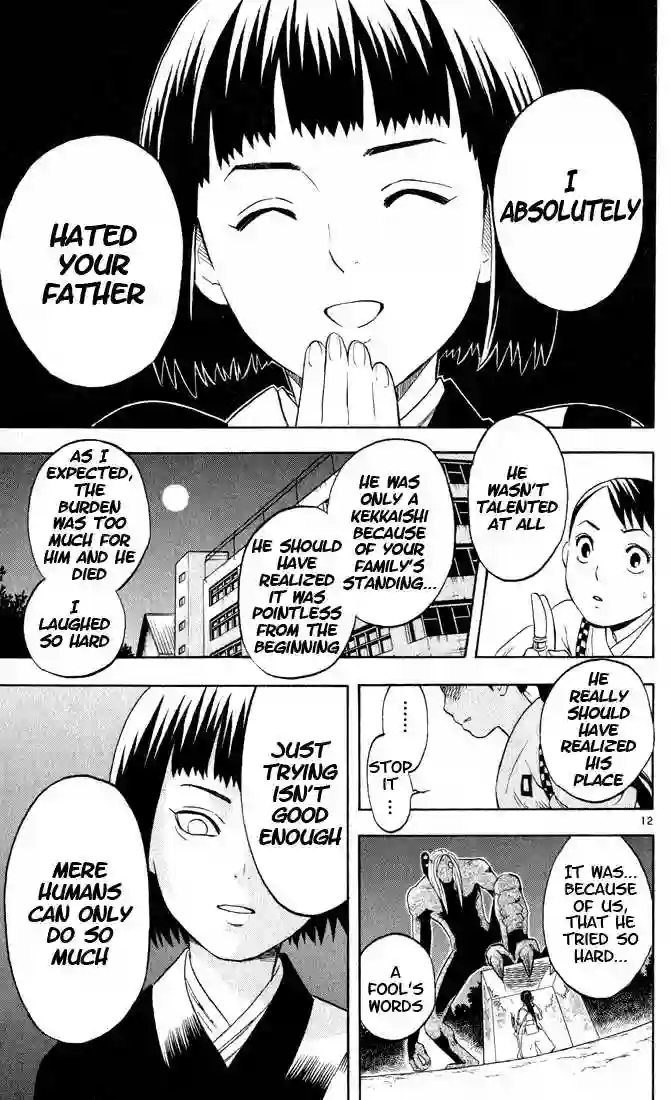 I
ABSOLUTELY
HATED
YOUR
FATHER
HE
WASN'T
TALENTED
AT ALL
HE WAS
ONLY A
KEKKAISHI
BECAUSE
OF YOUR
FAMILY'S
STANDING...
HE SHOULD
HAVE
REALIZED
IT WAS
POINTLESS
FROM THE
BEGINNING
AS I
EXPECTED,
THE
BURDEN
WAS TOO
MUCH FOR
HIM AND HE
DIED
I
LAUGHED
SO HARD
HE
REALLY
SHOULD
HAVE
REALIZED
HIS
PLACE
......
STOP
IT ...
12
IT WAS...
BECAUSE
OF US,
THAT HE
TRIED SO
HARD...
A
FOOL'S
WORDS
JUST
TRYING
ISN'T
GOOD
ENOUGH
MERE
HUMANS
CAN ONLY
DO SO
MUCH